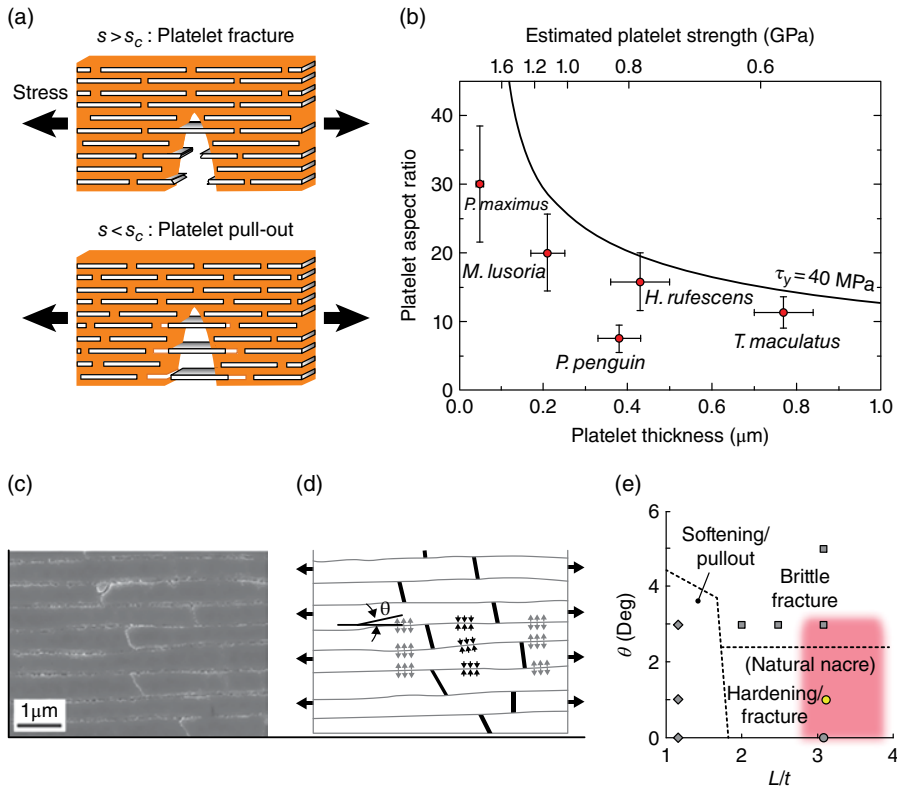 (a)
s > s_c : Platelet fracture
Stress
s < s_c : Platelet pull-out
(b)
Estimated platelet strength (GPa)
1.6 1.2 1.0 0.8 0.6
40
30
20
10
0
Platelet aspect ratio
P. maximus
M. lusoria
H. rufescens
P. penguin
T. maculatus
τ_y = 40 MPa
0.0 0.2 0.4 0.6 0.8 1.0
Platelet thickness (μm)
(c)
1μm
(d)
θ
(e)
6
4
2
0
θ (Deg)
Softening/
pullout
Brittle
fracture
(Natural nacre)
Hardening/
fracture
1 2 3 4
L/t